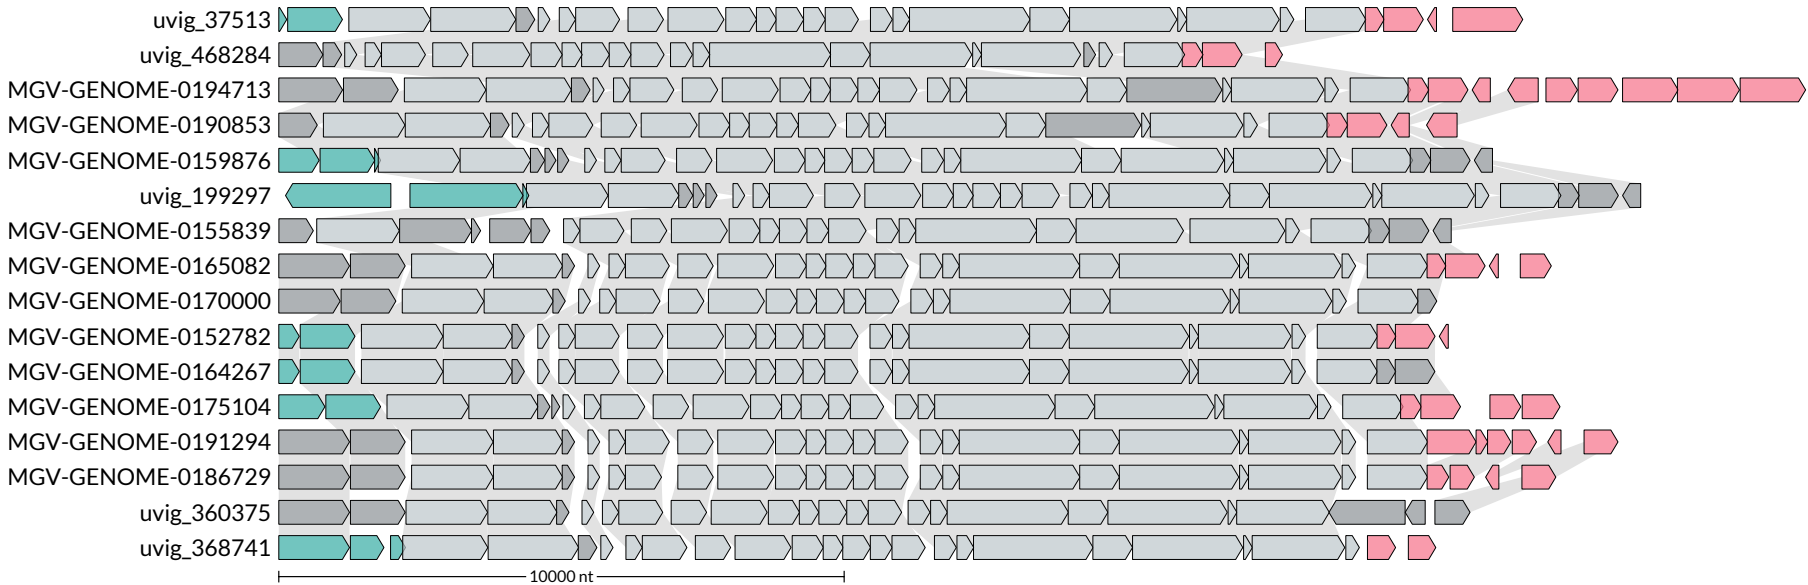 uvig_37513
uvig_468284
MGV-GENOME-0194713
MGV-GENOME-0190853
MGV-GENOME-0159876
uvig_199297
MGV-GENOME-0155839
MGV-GENOME-0165082
MGV-GENOME-0170000
MGV-GENOME-0152782
MGV-GENOME-0164267
MGV-GENOME-0175104
MGV-GENOME-0191294
MGV-GENOME-0186729
uvig_360375
uvig_368741
10000 nt